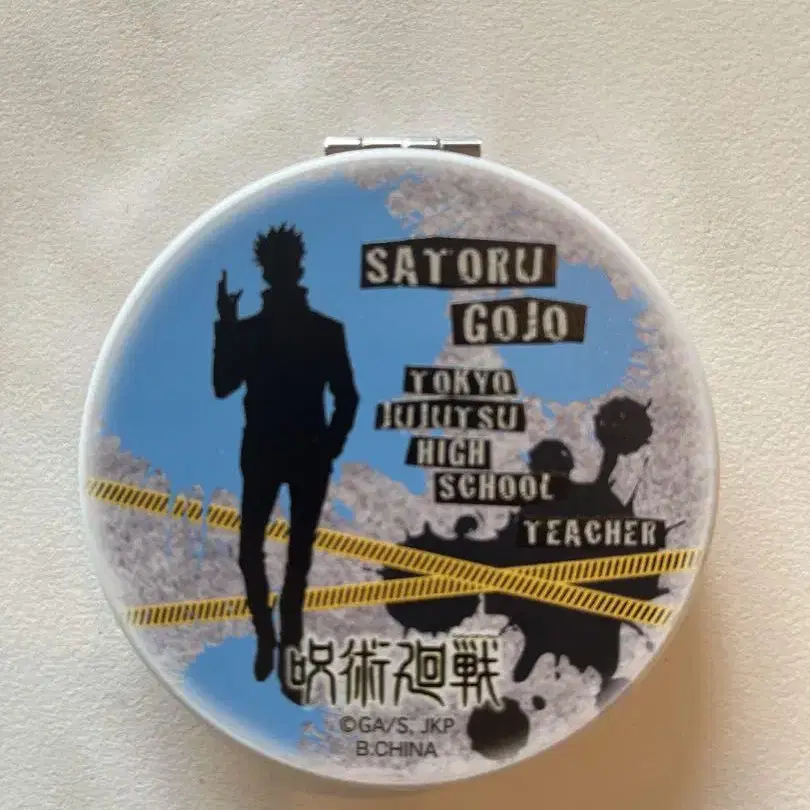 SATORU
GOJO
TOKYO
JUJUTSU
HIGH
SCHOOL
TEACHER
呪術廻戦
©GA/S, JKP
B.CHINA